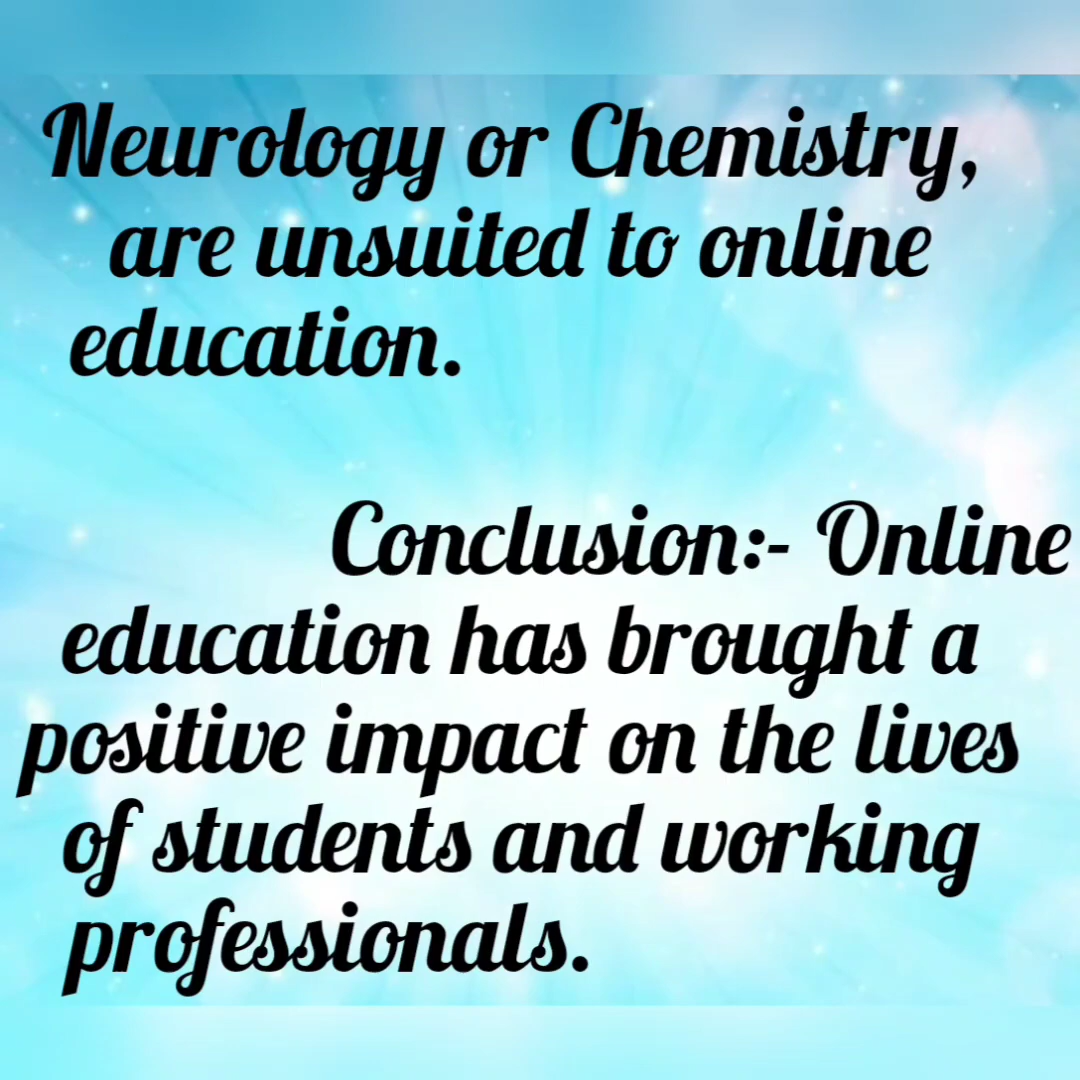 Neurology or Chemistry,
are unsuited to online
education.
Conclusion:- Online
education has brought a
positive impact on the lives
of students and working
professionals.